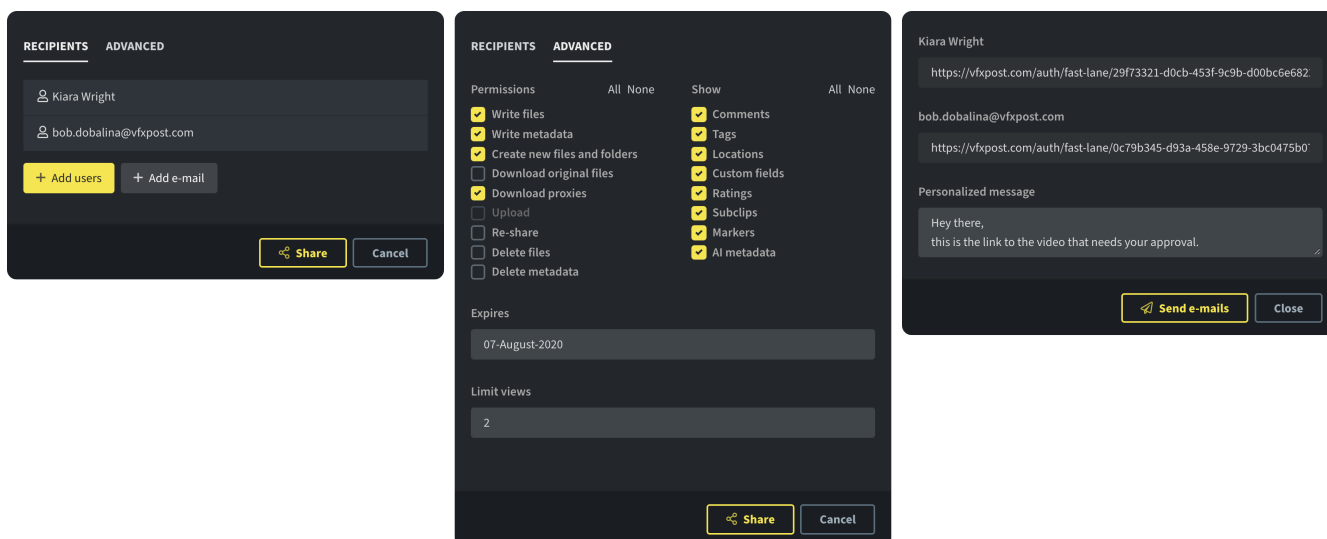 RECIPIENTS ADVANCED
Kiara Wright
bob.dobalina@vfxpost.com
+ Add users + Add e-mail
Share Cancel
RECIPIENTS ADVANCED
Permissions All None
Write files
Write metadata
Create new files and folders
Download original files
Download proxies
Upload
Re-share
Delete files
Delete metadata
Show All None
Comments
Tags
Locations
Custom fields
Ratings
Subclips
Markers
AI metadata
Expires
07-August-2020
Limit views
2
Share Cancel
Kiara Wright
https://vfxpost.com/auth/fast-lane/29f73321-d0cb-453f-9c9b-d00bc6e682
bob.dobalina@vfxpost.com
https://vfxpost.com/auth/fast-lane/0c79b345-d93a-458e-9729-3bc0475b0
Personalized message
Hey there,
this is the link to the video that needs your approval.
Send e-mails Close